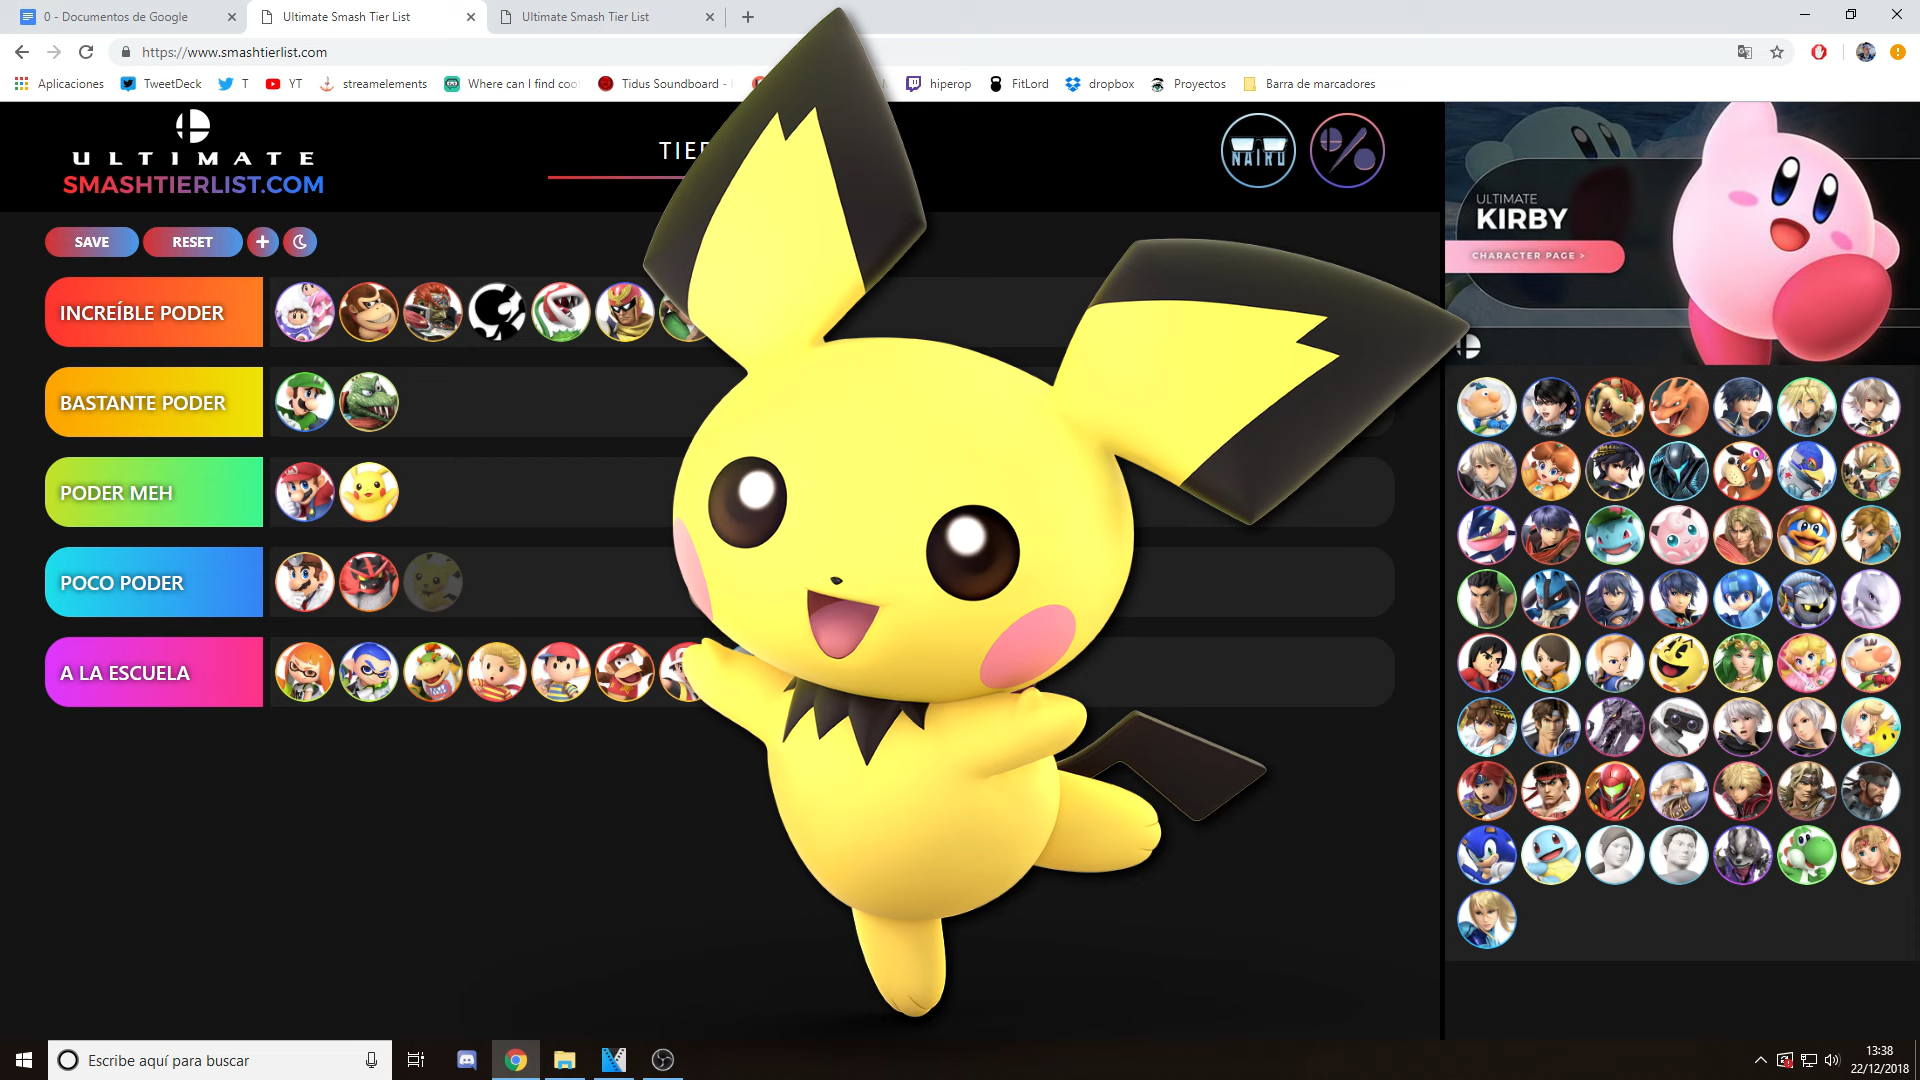 0 - Documentos de Google
Ultimate Smash Tier List
Ultimate Smash Tier List
https://www.smashtierlist.com
Aplicaciones
TweetDeck
T
YT
streamelements
Where can I find coo
Tidus Soundboard -
hiperop
FitLord
dropbox
Proyectos
Barra de marcadores
ULTIMATE
SMASHTIERLIST.COM
TIER
NAIRO
SAVE
RESET
INCREÍBLE PODER
BASTANTE PODER
PODER MEH
POCO PODER
A LA ESCUELA
ULTIMATE
KIRBY
CHARACTER PAGE >
Escribe aquí para buscar
13:38
22/12/2018